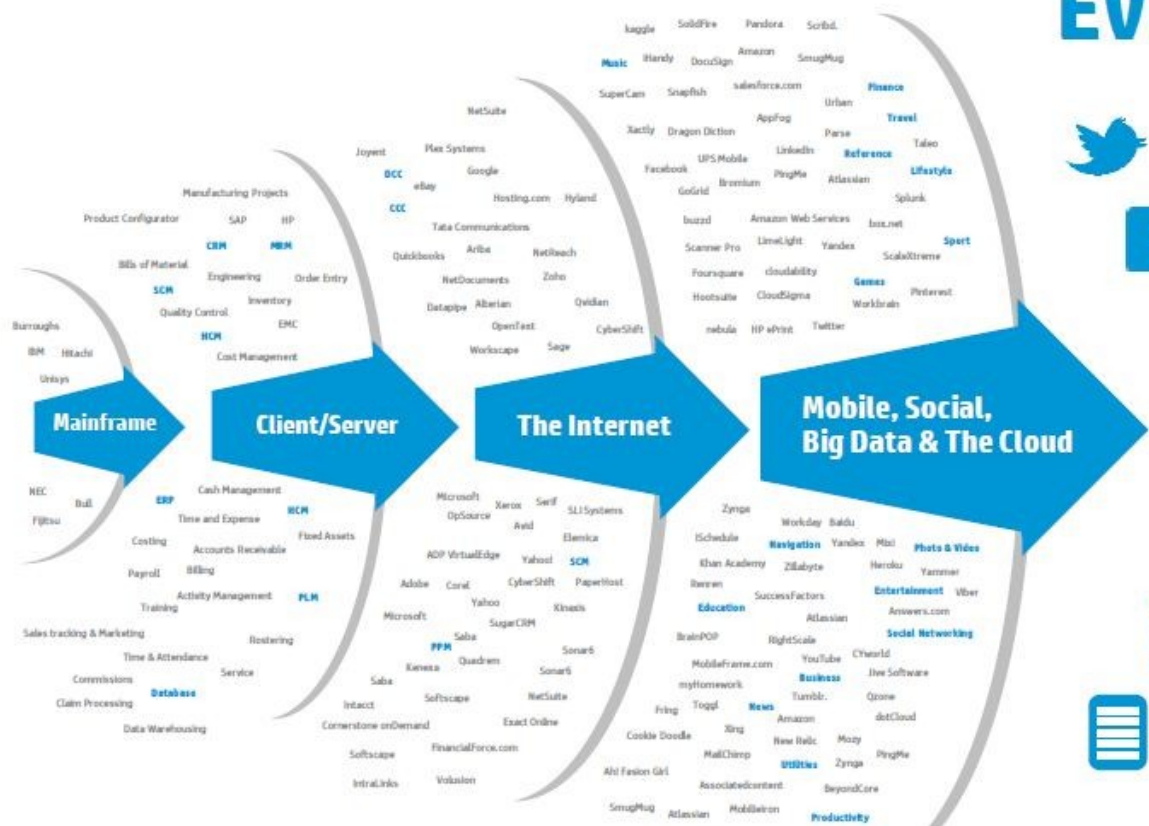 EV
Burroughs
IBM Hitachi
Unisys
Mainframe
NEC Bull
Fijitsu
Manufacturing Projects
Product Configurator SAP HP
CRM MRM
Bills of Material Engineering Order Entry
SCM Inventory
Quality Control EMC
HCM
Cost Management
Client/Server
ERP Cash Management HCM
Time and Expense Fixed Assets
Costing Accounts Receivable
Payroll Billing
Activity Management PLM
Training
Sales tracking & Marketing Rostering
Time & Attendance
Commissions Service
Claim Processing Database
Data Warehousing
NetSuite
Joyent Plex Systems
DCC Google
eBay Hosting.com Hyland
CCC
Tata Communications
Quickbooks Ariba NetReach
NetDocuments Zoho
Datapipe Alterian Qvidian
OpenText CyberShift
Workscape Sage
The Internet
Microsoft Xerox Serif SLI Systems
OpSource Avid
Elemica
ADP VirtualEdge Yahoo! SCM
Adobe Corel CyberShift PaperHost
Yahoo Kinaxis
Microsoft SugarCRM
Saba
PPM Quadrem Sonar6
Kenexa Sonar6
Saba
Softscape NetSuite
Intacct
Cornerstone onDemand Exact Online
Softscape FinancialForce.com
IntraLinks Volusion
kaggle SolidFire Pandora Scribd.
Music iHandy DocuSign Amazon SmugMug
SuperCam Snapfish salesforce.com Finance
Urban
AppFog Travel
Xactly Dragon Diction Parse Taleo
LinkedIn Reference
Facebook UPS Mobile PingMe Atlassian Lifestyle
GoGrid Bromium Splunk
buzzd Amazon Web Services box.net
Scanner Pro LimeLight Yandex Sport
ScaleXtreme
Foursquare cloudability Games
Hootsuite CloudSigma Workbrain Pinterest
nebula HP ePrint Twitter
Mobile, Social,
Big Data & The Cloud
Zynga Workday Baidu
iSchedule Navigation Yandex Mixi Photo & Video
Khan Academy Zillabyte Heroku Yammer
Renren Entertainment Viber
Education SuccessFactors Answers.com
Atlassian
BrainPOP RightScale Social Networking
MobileFrame.com YouTube CYworld
Business Jive Software
myHomework Tumblr. Qzone
Fring Toggl News Amazon dotCloud
Cookie Doodle Xing New Relic Mozy
MailChimp PingMe
Ah! Fasion Girl Utilities Zynga
Associatedcontent BeyondCore
SmugMug Atlassian MobileIron Productivity